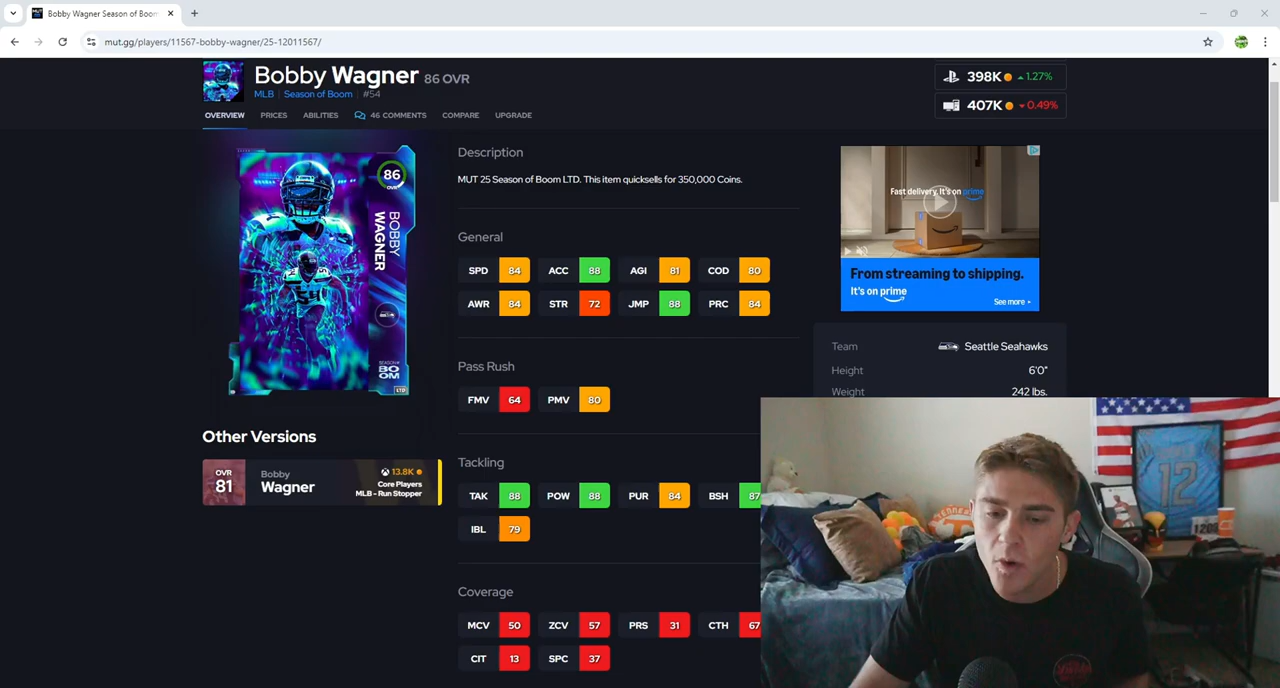 Bobby Wagner Season of Boom
mut.gg/players/11567-bobby-wagner/25-12011567/
Bobby Wagner 86 OVR
MLB Season of Boom #54
398K 1.27%
407K 0.49%
OVERVIEW PRICES ABILITIES 46 COMMENTS COMPARE UPGRADE
86
OVR
BOBBY
WAGNER
54
SEASON OF
BOOM
LTD
Description
MUT 25 Season of Boom LTD. This item quicksells for 350,000 Coins.
General
SPD 84 ACC 88 AGI 81 COD 80
AWR 84 STR 72 JMP 88 PRC 84
Pass Rush
FMV 64 PMV 80
Tackling
TAK 88 POW 88 PUR 84 BSH 87
IBL 79
Coverage
MCV 50 ZCV 57 PRS 31 CTH 67
CIT 13 SPC 37
Other Versions
OVR
81
Bobby
Wagner
13.8K
Core Players
MLB - Run Stopper
Fast delivery. It's on prime
From streaming to shipping.
It's on prime
See more
Team Seattle Seahawks
Height 6'0"
Weight 242 lbs.
12